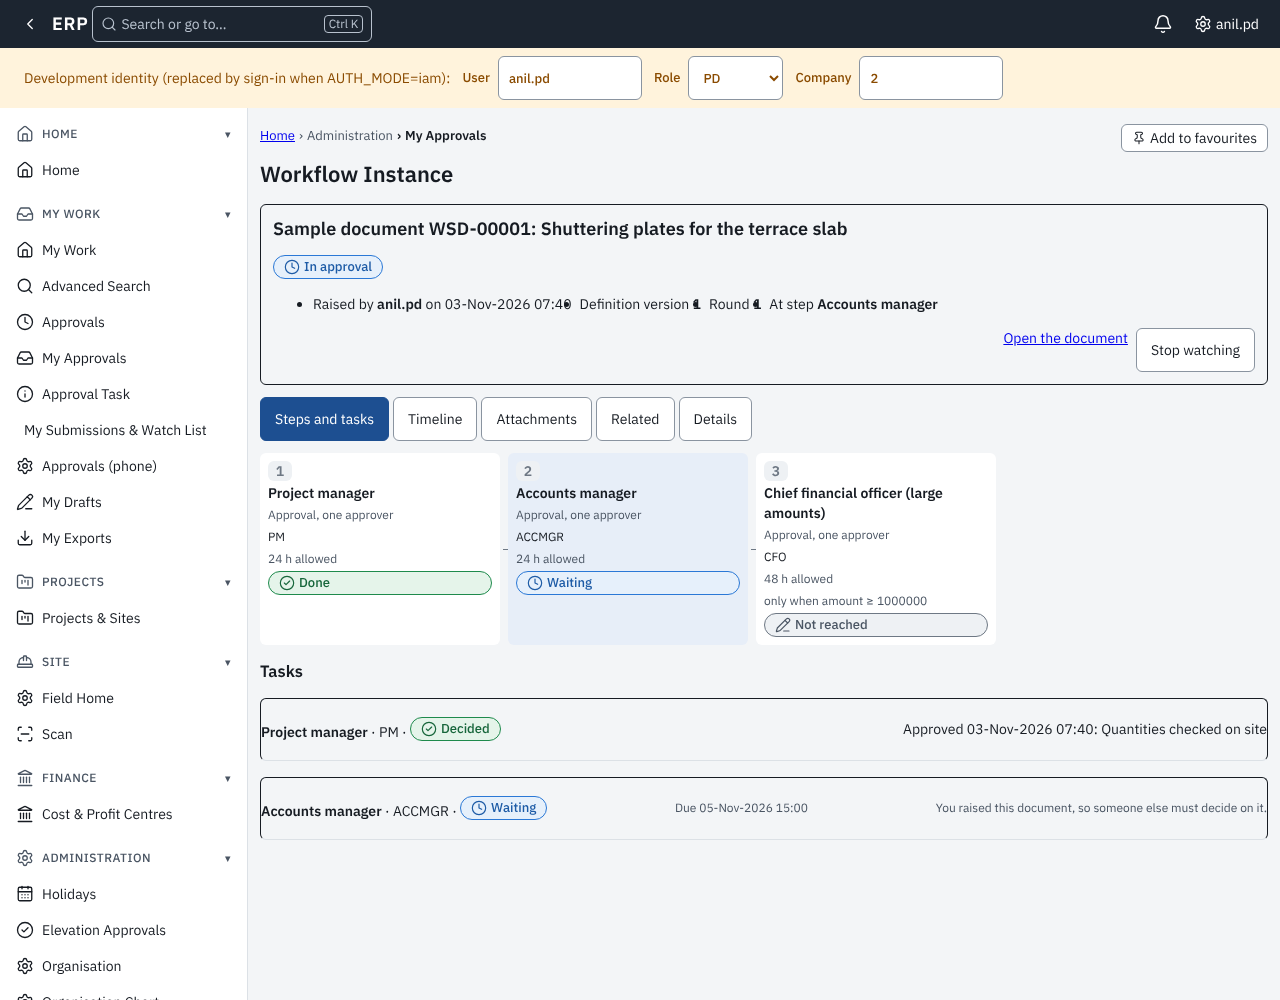 ERP
Search or go to...
Ctrl K
anil.pd
Development identity (replaced by sign-in when AUTH_MODE=iam):
User
anil.pd
Role
PD
Company
2
HOME
Home
MY WORK
My Work
Advanced Search
Approvals
My Approvals
Approval Task
My Submissions & Watch List
Approvals (phone)
My Drafts
My Exports
PROJECTS
Projects & Sites
SITE
Field Home
Scan
FINANCE
Cost & Profit Centres
ADMINISTRATION
Holidays
Elevation Approvals
Organisation
Home › Administration › My Approvals
Add to favourites
Workflow Instance
Sample document WSD-00001: Shuttering plates for the terrace slab
In approval
Raised by anil.pd on 03-Nov-2026 07:40 Definition version 1 Round 1 At step Accounts manager
Open the document
Stop watching
Steps and tasks
Timeline
Attachments
Related
Details
1
Project manager
Approval, one approver
PM
24 h allowed
Done
2
Accounts manager
Approval, one approver
ACCMGR
24 h allowed
Waiting
3
Chief financial officer (large
amounts)
Approval, one approver
CFO
48 h allowed
only when amount ≥ 1000000
Not reached
Tasks
Project manager · PM · Decided
Approved 03-Nov-2026 07:40: Quantities checked on site
Accounts manager · ACCMGR · Waiting
Due 05-Nov-2026 15:00
You raised this document, so someone else must decide on it.